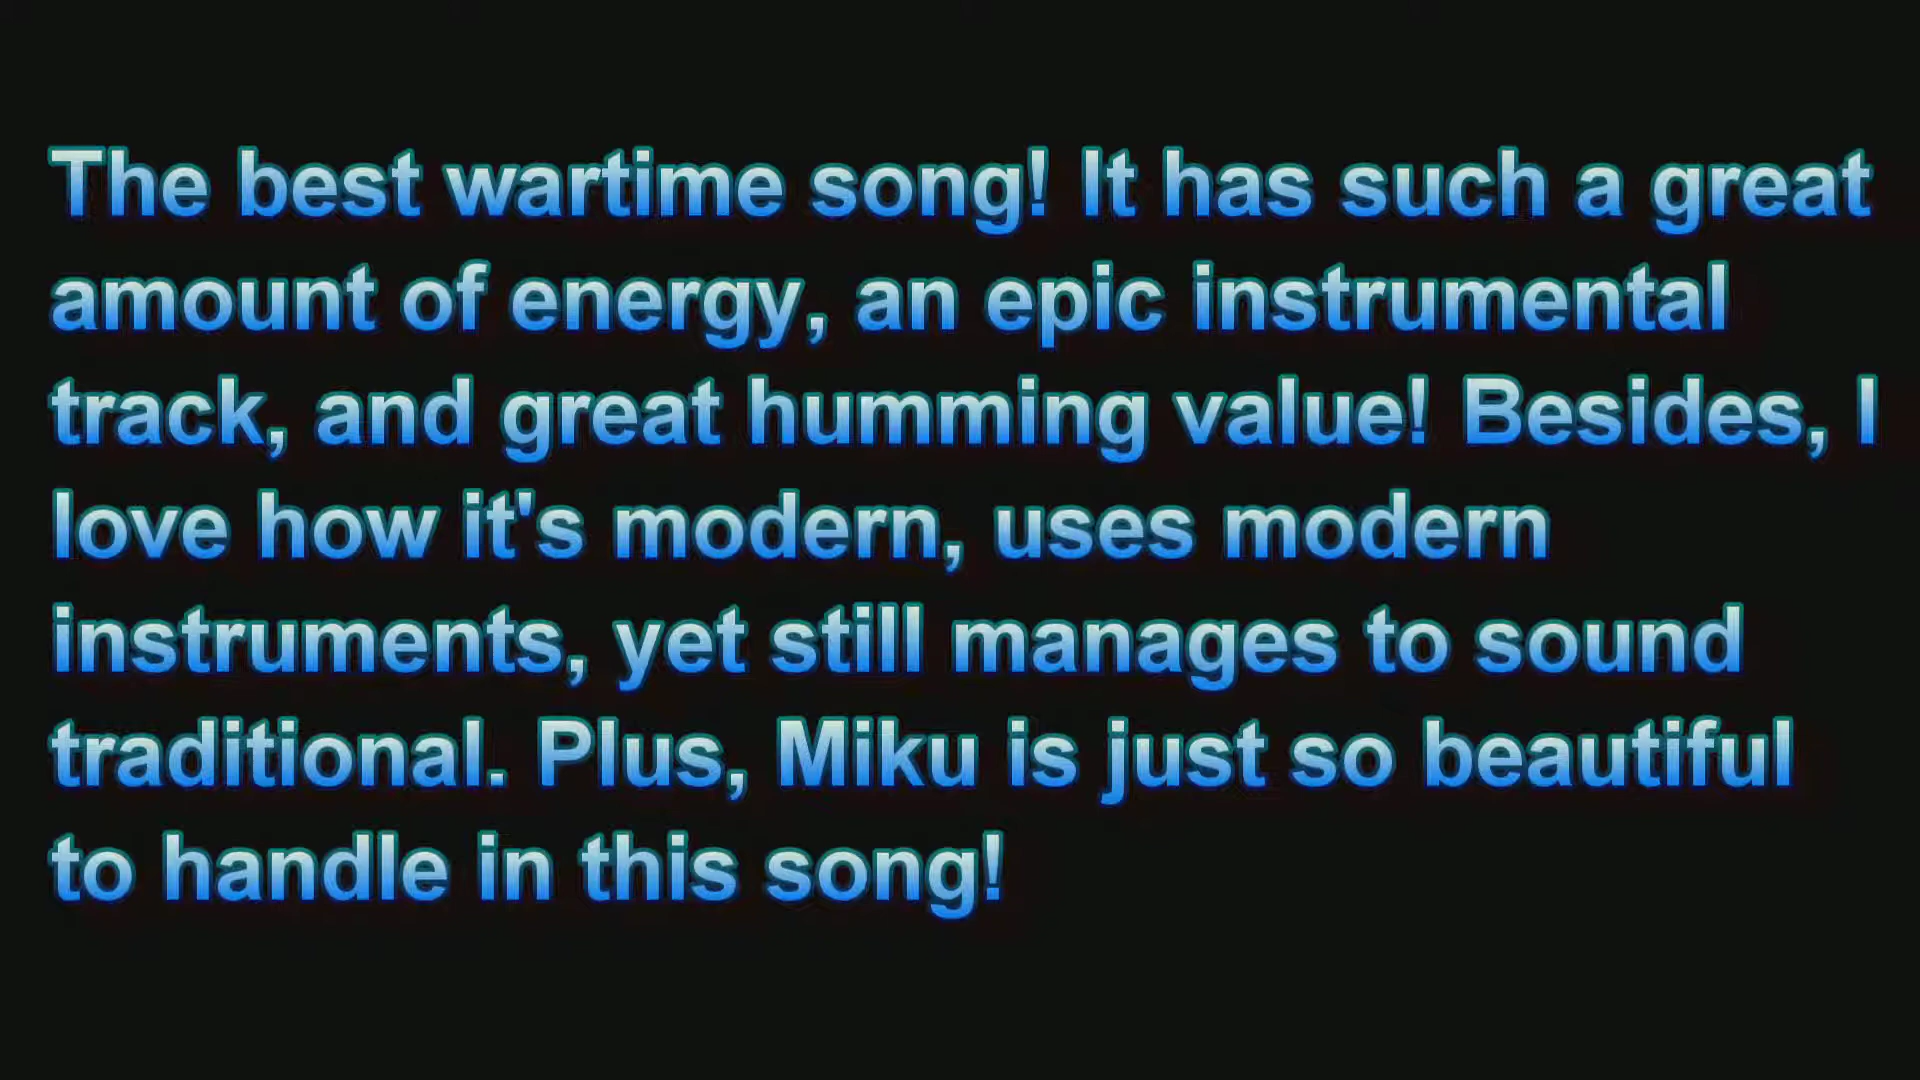 The best wartime song! It has such a great
amount of energy, an epic instrumental
track, and great humming value! Besides, I
love how it's modern, uses modern
instruments, yet still manages to sound
traditional. Plus, Miku is just so beautiful
to handle in this song!